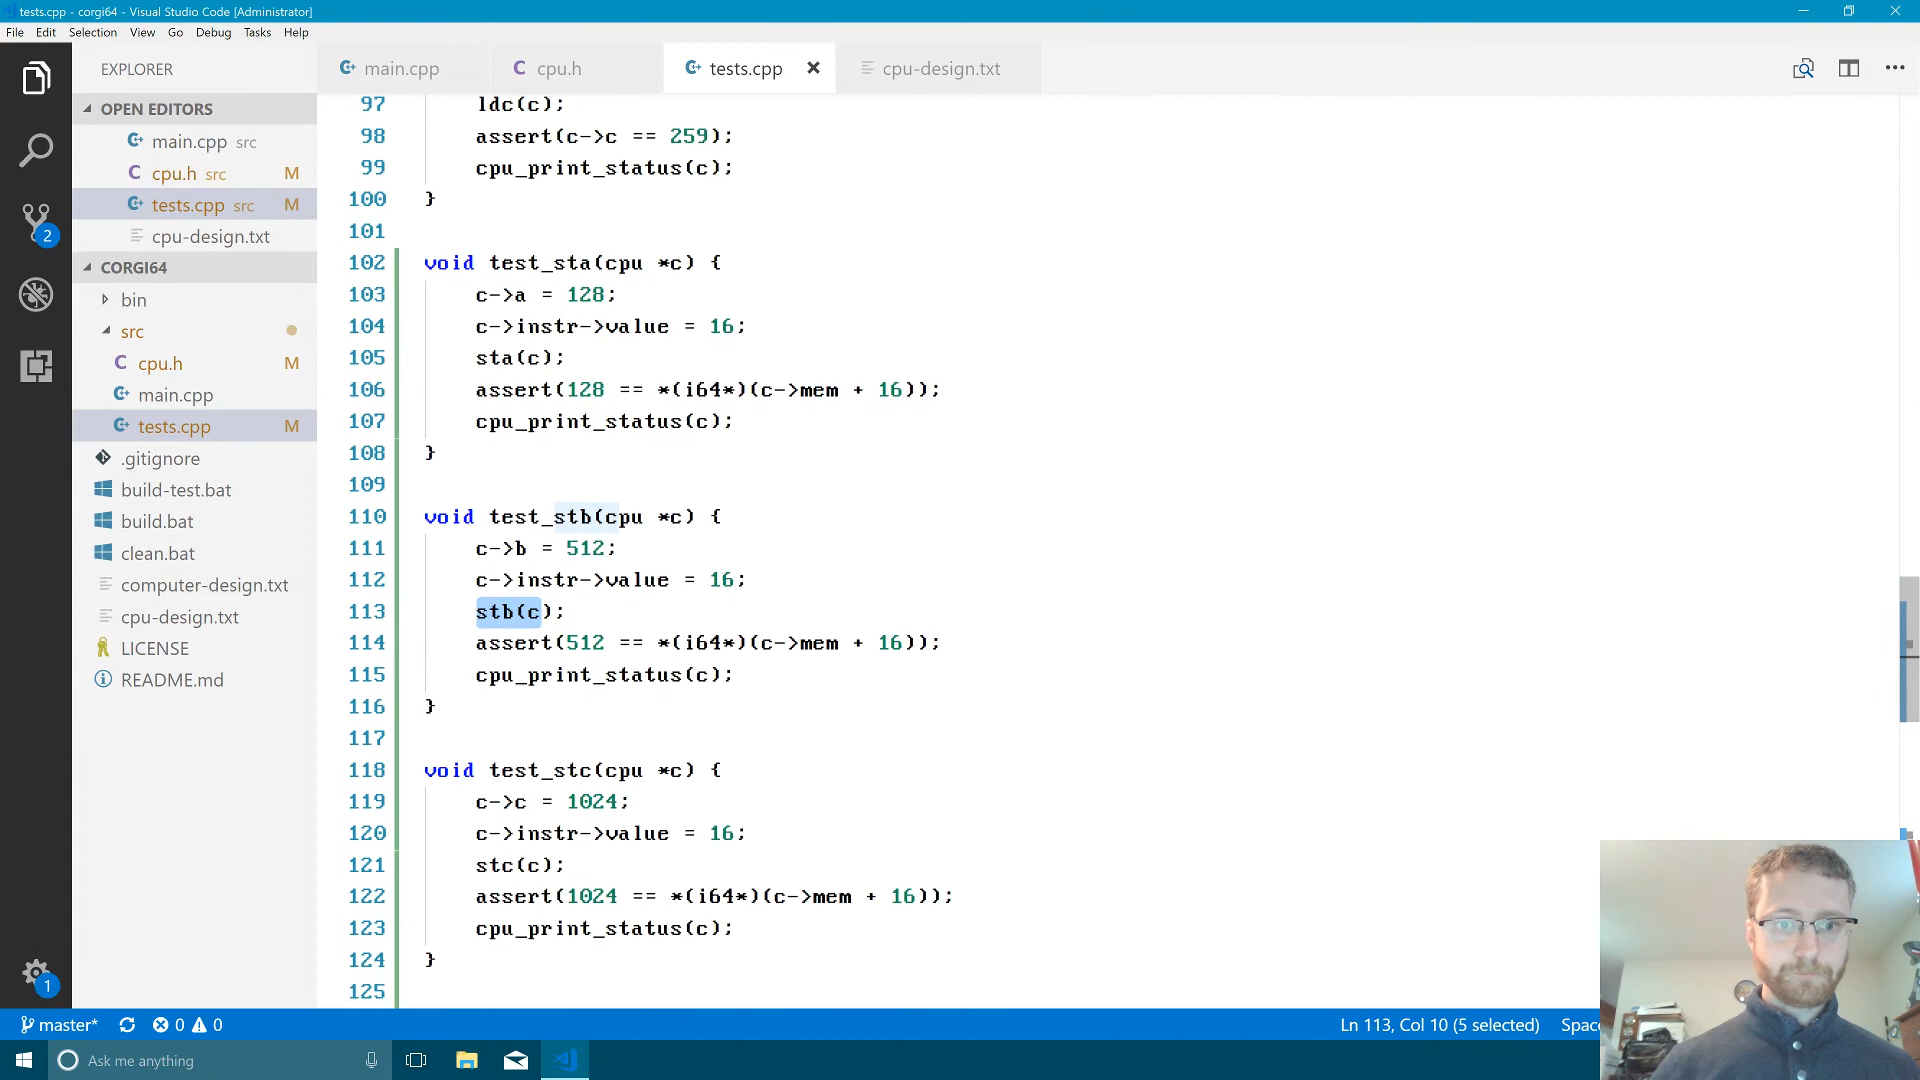 tests.cpp - corgi64 - Visual Studio Code [Administrator]
File Edit Selection View Go Debug Tasks Help
EXPLORER
main.cpp
cpu.h
tests.cpp
cpu-design.txt
OPEN EDITORS
main.cpp src
cpu.h src M
tests.cpp src M
cpu-design.txt
CORGI64
bin
src
cpu.h M
main.cpp
tests.cpp M
.gitignore
build-test.bat
build.bat
clean.bat
computer-design.txt
cpu-design.txt
LICENSE
README.md
2
1
97 ldc(c);
98 assert(c->c == 259);
99 cpu_print_status(c);
100 }
101
102 void test_sta(cpu *c) {
103 c->a = 128;
104 c->instr->value = 16;
105 sta(c);
106 assert(128 == *(i64*)(c->mem + 16));
107 cpu_print_status(c);
108 }
109
110 void test_stb(cpu *c) {
111 c->b = 512;
112 c->instr->value = 16;
113 stb(c);
114 assert(512 == *(i64*)(c->mem + 16));
115 cpu_print_status(c);
116 }
117
118 void test_stc(cpu *c) {
119 c->c = 1024;
120 c->instr->value = 16;
121 stc(c);
122 assert(1024 == *(i64*)(c->mem + 16));
123 cpu_print_status(c);
124 }
125
master* 0 0 Ln 113, Col 10 (5 selected) Spac
Ask me anything